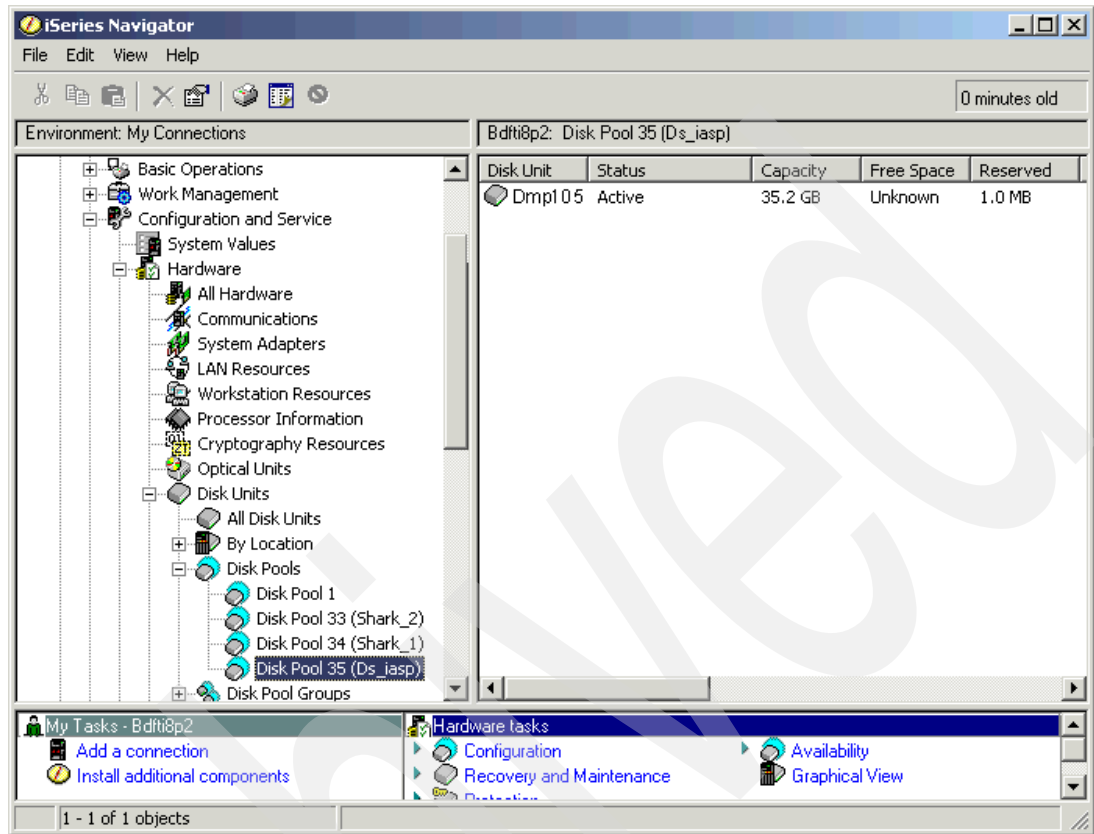 iSeries Navigator
File Edit View Help
0 minutes old
Environment: My Connections
Bdfti8p2: Disk Pool 35 (Ds_iasp)
Basic Operations
Work Management
Configuration and Service
System Values
Hardware
All Hardware
Communications
System Adapters
LAN Resources
Workstation Resources
Processor Information
Cryptography Resources
Optical Units
Disk Units
All Disk Units
By Location
Disk Pools
Disk Pool 1
Disk Pool 33 (Shark_2)
Disk Pool 34 (Shark_1)
Disk Pool 35 (Ds_iasp)
Disk Pool Groups
Disk Unit Status Capacity Free Space Reserved
Dmp105 Active 35.2 GB Unknown 1.0 MB
My Tasks - Bdfti8p2
Add a connection
Install additional components
Hardware tasks
Configuration
Recovery and Maintenance
Protection
Availability
Graphical View
1 - 1 of 1 objects